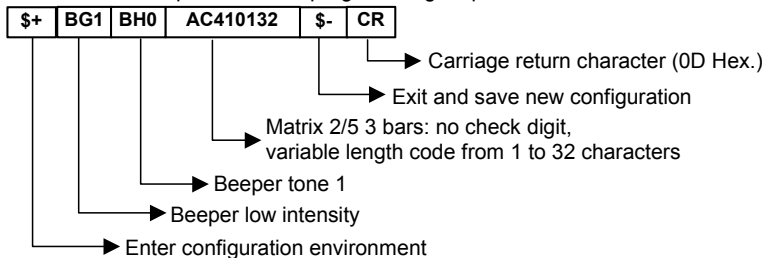 $+ BG1 BH0 AC410132 $- CR
Carriage return character (0D Hex.)
Exit and save new configuration
Matrix 2/5 3 bars: no check digit,
variable length code from 1 to 32 characters
Beeper tone 1
Beeper low intensity
Enter configuration environment